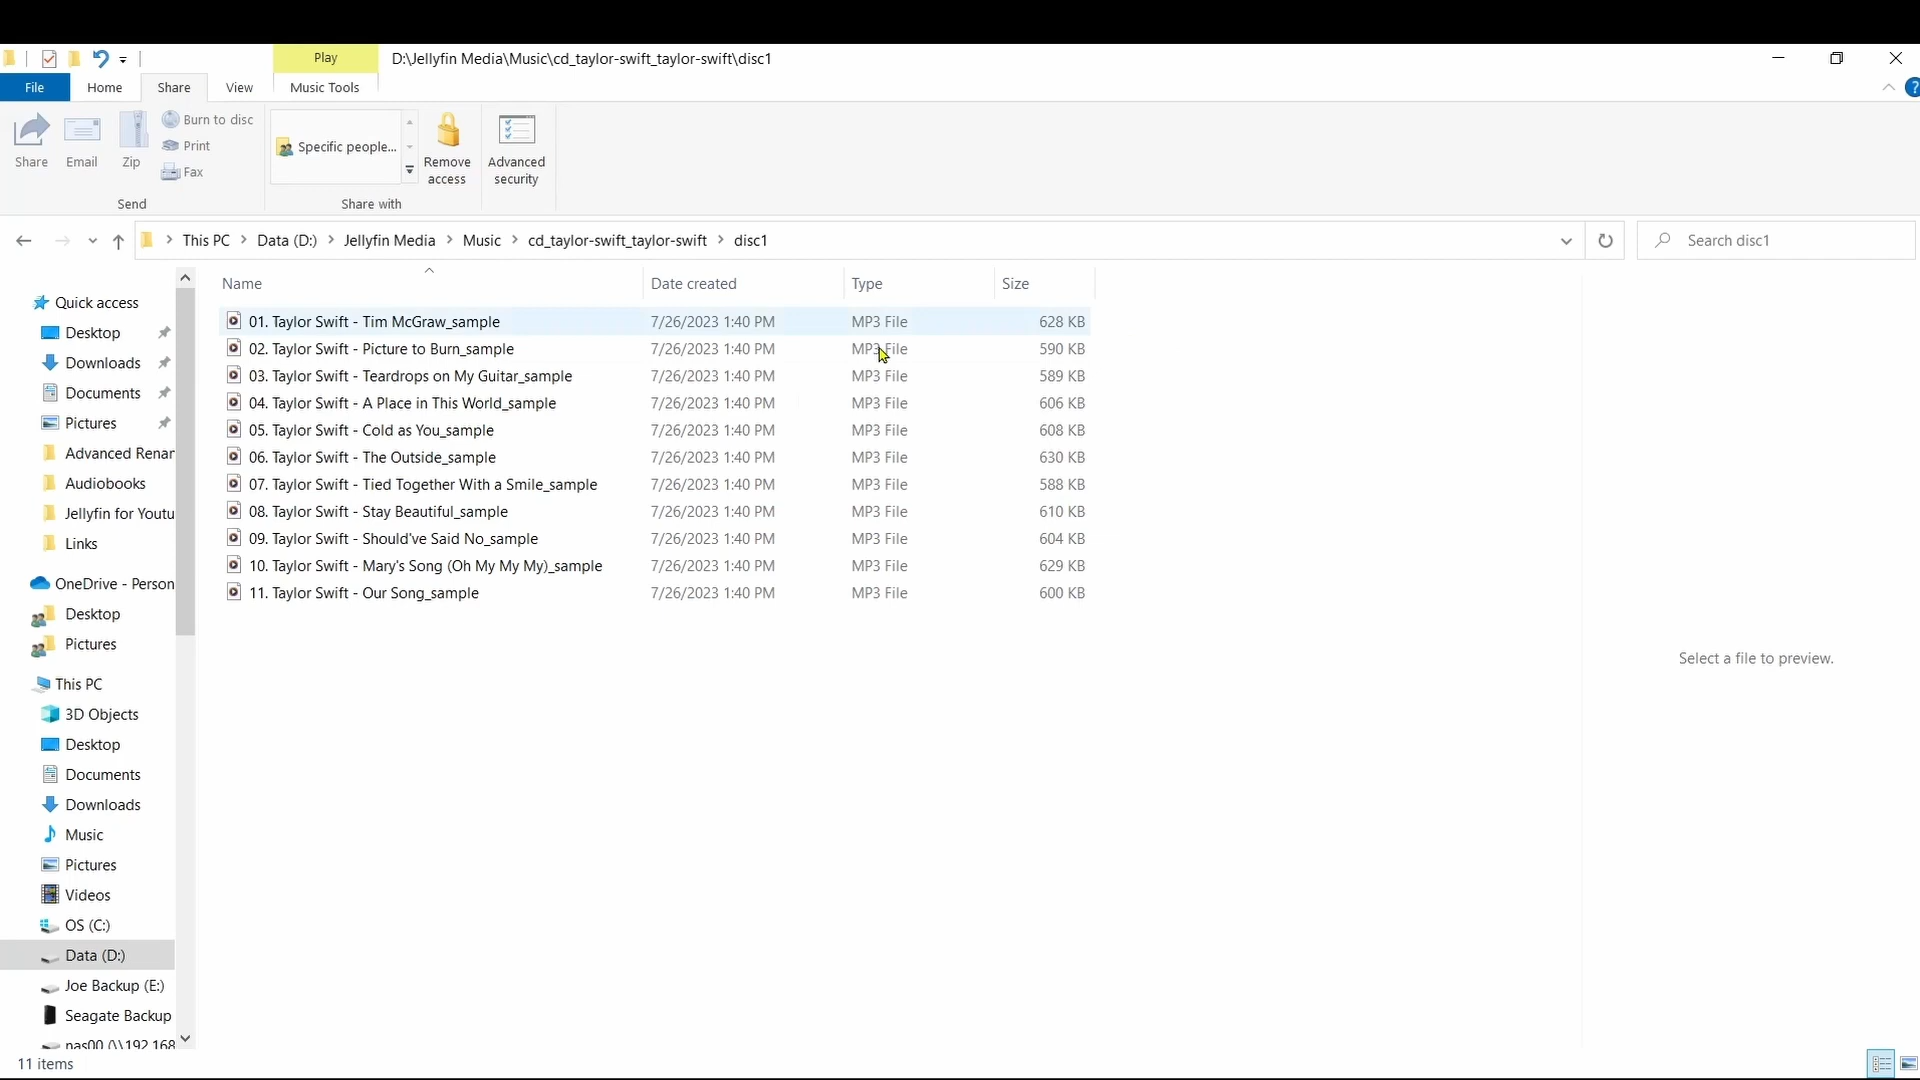 Play
D:\Jellyfin Media\Music\cd_taylor-swift_taylor-swift\disc1
File
Home
Share
View
Music Tools
Share
Email
Zip
Burn to disc
Print
Fax
Specific people...
Remove access
Advanced security
Send
Share with
This PC > Data (D:) > Jellyfin Media > Music > cd_taylor-swift_taylor-swift > disc1
Search disc1
Name Date created Type Size
01. Taylor Swift - Tim McGraw_sample 7/26/2023 1:40 PM MP3 File 628 KB
02. Taylor Swift - Picture to Burn_sample 7/26/2023 1:40 PM MP3 File 590 KB
03. Taylor Swift - Teardrops on My Guitar_sample 7/26/2023 1:40 PM MP3 File 589 KB
04. Taylor Swift - A Place in This World_sample 7/26/2023 1:40 PM MP3 File 606 KB
05. Taylor Swift - Cold as You_sample 7/26/2023 1:40 PM MP3 File 608 KB
06. Taylor Swift - The Outside_sample 7/26/2023 1:40 PM MP3 File 630 KB
07. Taylor Swift - Tied Together With a Smile_sample 7/26/2023 1:40 PM MP3 File 588 KB
08. Taylor Swift - Stay Beautiful_sample 7/26/2023 1:40 PM MP3 File 610 KB
09. Taylor Swift - Should've Said No_sample 7/26/2023 1:40 PM MP3 File 604 KB
10. Taylor Swift - Mary's Song (Oh My My My)_sample 7/26/2023 1:40 PM MP3 File 629 KB
11. Taylor Swift - Our Song_sample 7/26/2023 1:40 PM MP3 File 600 KB
Quick access
Desktop
Downloads
Documents
Pictures
Advanced Renar
Audiobooks
Jellyfin for Youtu
Links
OneDrive - Person
Desktop
Pictures
This PC
3D Objects
Desktop
Documents
Downloads
Music
Pictures
Videos
OS (C:)
Data (D:)
Joe Backup (E:)
Seagate Backup
nas00 (\\192.168
Select a file to preview.
11 items